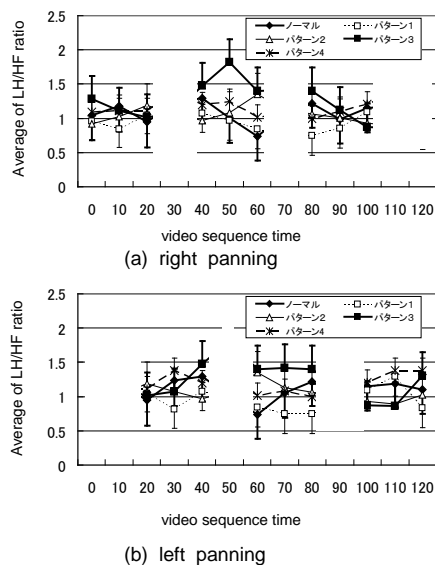 Average of LH/HF ratio
2.5
2
1.5
1
0.5
0
ノーマル パターン1
パターン2 パターン3
パターン4
0 10 20 30 40 50 60 70 80 90 100 110 120
video sequence time
(a) right panning
Average of LH/HF ratio
2.5
2
1.5
1
0.5
0
ノーマル パターン1
パターン2 パターン3
パターン4
0 10 20 30 40 50 60 70 80 90 100 110 120
video sequence time
(b) left panning